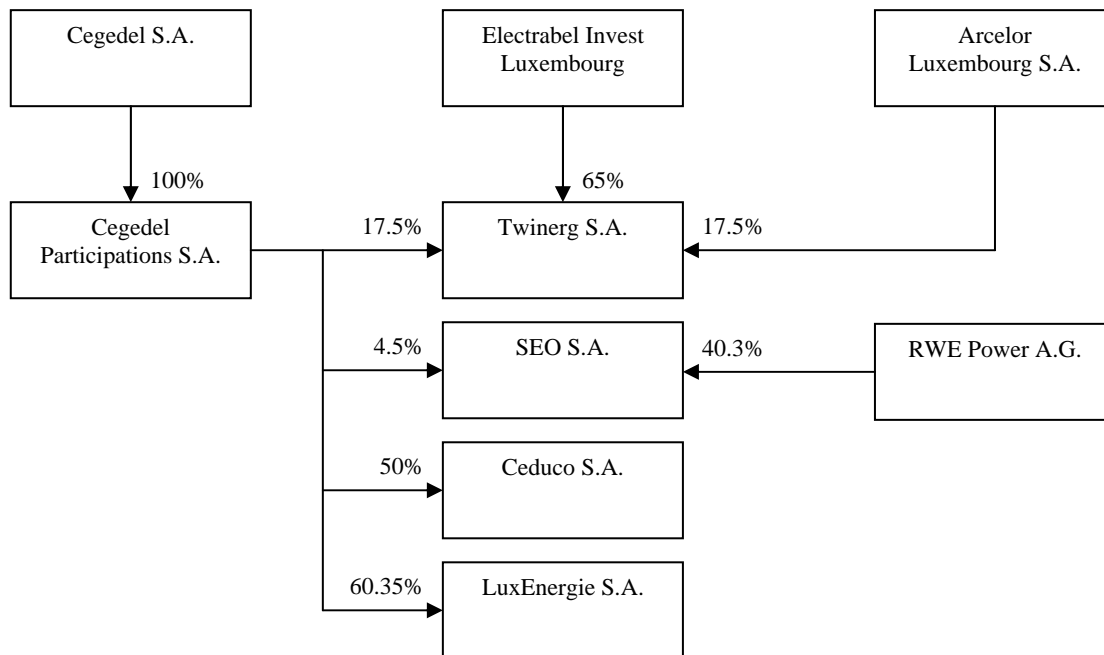 Cegedel S.A.
Electrabel Invest
Luxembourg
Arcelor
Luxembourg S.A.
100%
65%
Cegedel
Participations S.A.
17.5%
Twinerg S.A.
17.5%
4.5%
SEO S.A.
40.3%
RWE Power A.G.
50%
Ceduco S.A.
60.35%
LuxEnergie S.A.